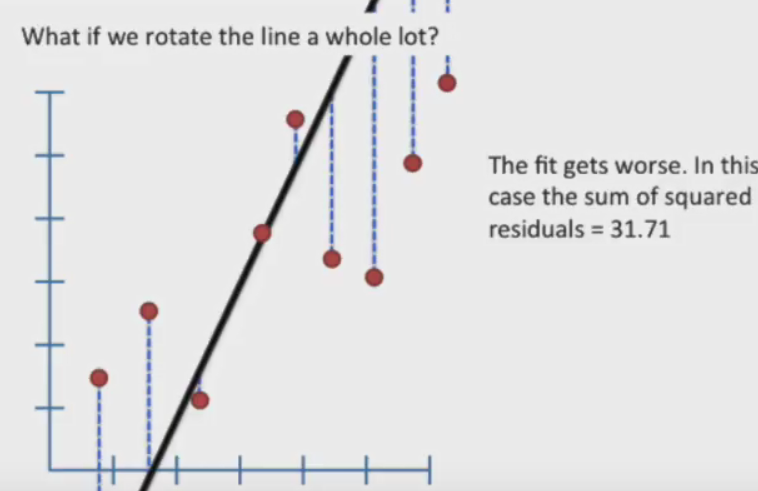 What if we rotate the line a whole lot?
The fit gets worse. In this
case the sum of squared
residuals = 31.71